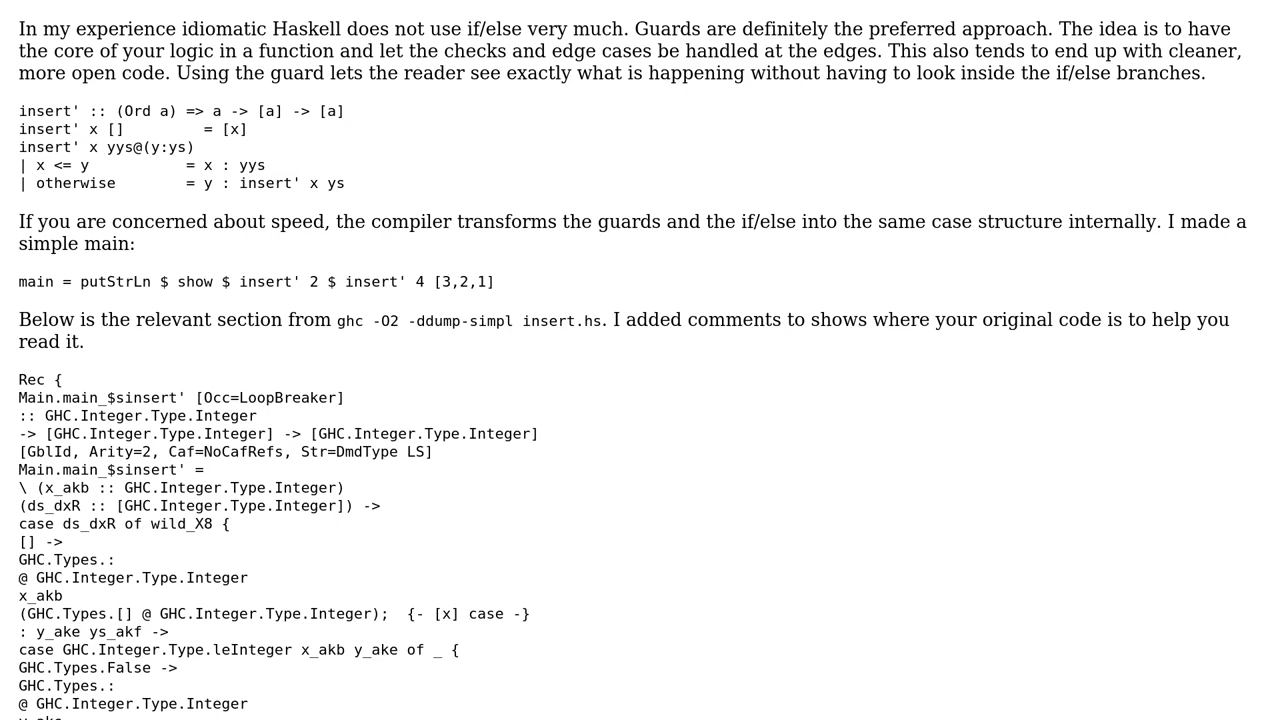 In my experience idiomatic Haskell does not use if/else very much. Guards are definitely the preferred approach. The idea is to have
the core of your logic in a function and let the checks and edge cases be handled at the edges. This also tends to end up with cleaner,
more open code. Using the guard lets the reader see exactly what is happening without having to look inside the if/else branches.
insert' :: (Ord a) => a -> [a] -> [a]
insert' x []         = [x]
insert' x yys@(y:ys)
| x <= y           = x : yys
| otherwise        = y : insert' x ys
If you are concerned about speed, the compiler transforms the guards and the if/else into the same case structure internally. I made a
simple main:
main = putStrLn $ show $ insert' 2 $ insert' 4 [3,2,1]
Below is the relevant section from ghc -O2 -ddump-simpl insert.hs. I added comments to shows where your original code is to help you
read it.
Rec {
Main.main_$sinsert' [Occ=LoopBreaker]
:: GHC.Integer.Type.Integer
-> [GHC.Integer.Type.Integer] -> [GHC.Integer.Type.Integer]
[GblId, Arity=2, Caf=NoCafRefs, Str=DmdType LS]
Main.main_$sinsert' =
\ (x_akb :: GHC.Integer.Type.Integer)
(ds_dxR :: [GHC.Integer.Type.Integer]) ->
case ds_dxR of wild_X8 {
[] ->
GHC.Types.:
@ GHC.Integer.Type.Integer
x_akb
(GHC.Types.[] @ GHC.Integer.Type.Integer);  {- [x] case -}
: y_ake ys_akf ->
case GHC.Integer.Type.leInteger x_akb y_ake of _ {
GHC.Types.False ->
GHC.Types.:
@ GHC.Integer.Type.Integer